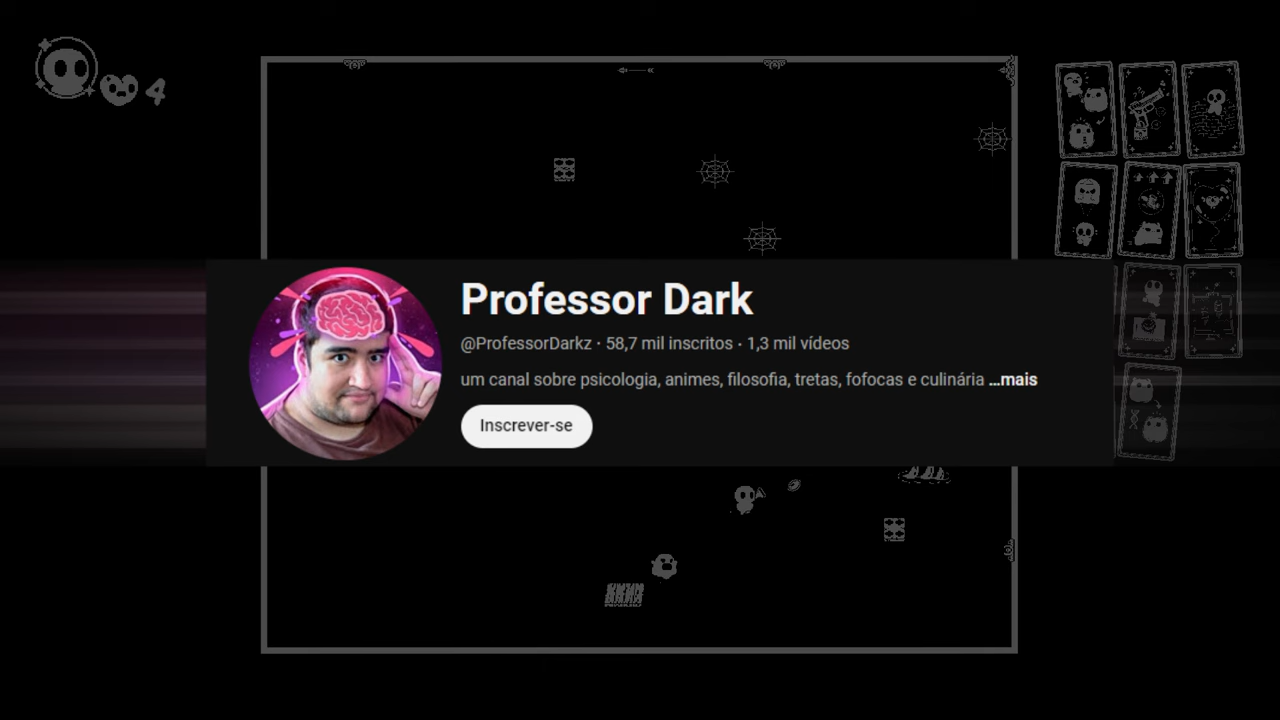 4
Professor Dark
@ProfessorDarkz · 58,7 mil inscritos · 1,3 mil vídeos
um canal sobre psicologia, animes, filosofia, tretas, fofocas e culinária ...mais
Inscrever-se